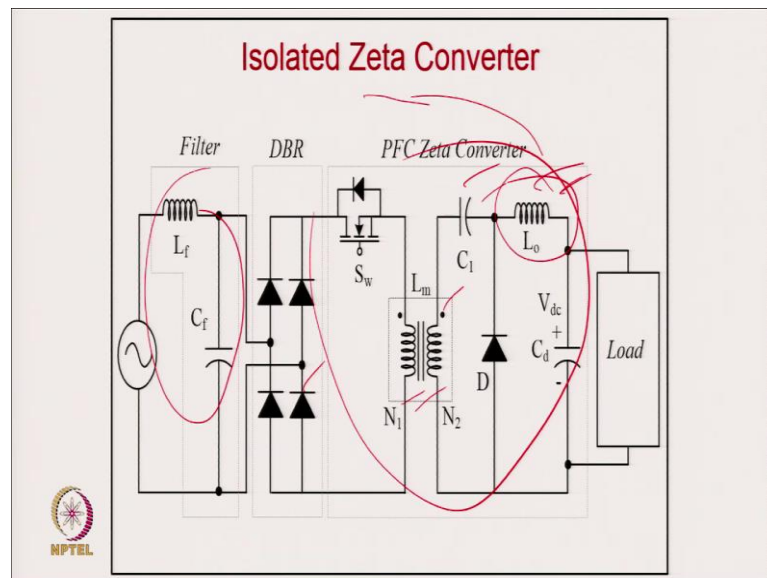 Isolated Zeta Converter
Filter DBR PFC Zeta Converter
Lf
Cf
Sw
Lm
C1
Lo
Vdc
+
Cd
-
Load
D
N1 N2
NPTEL